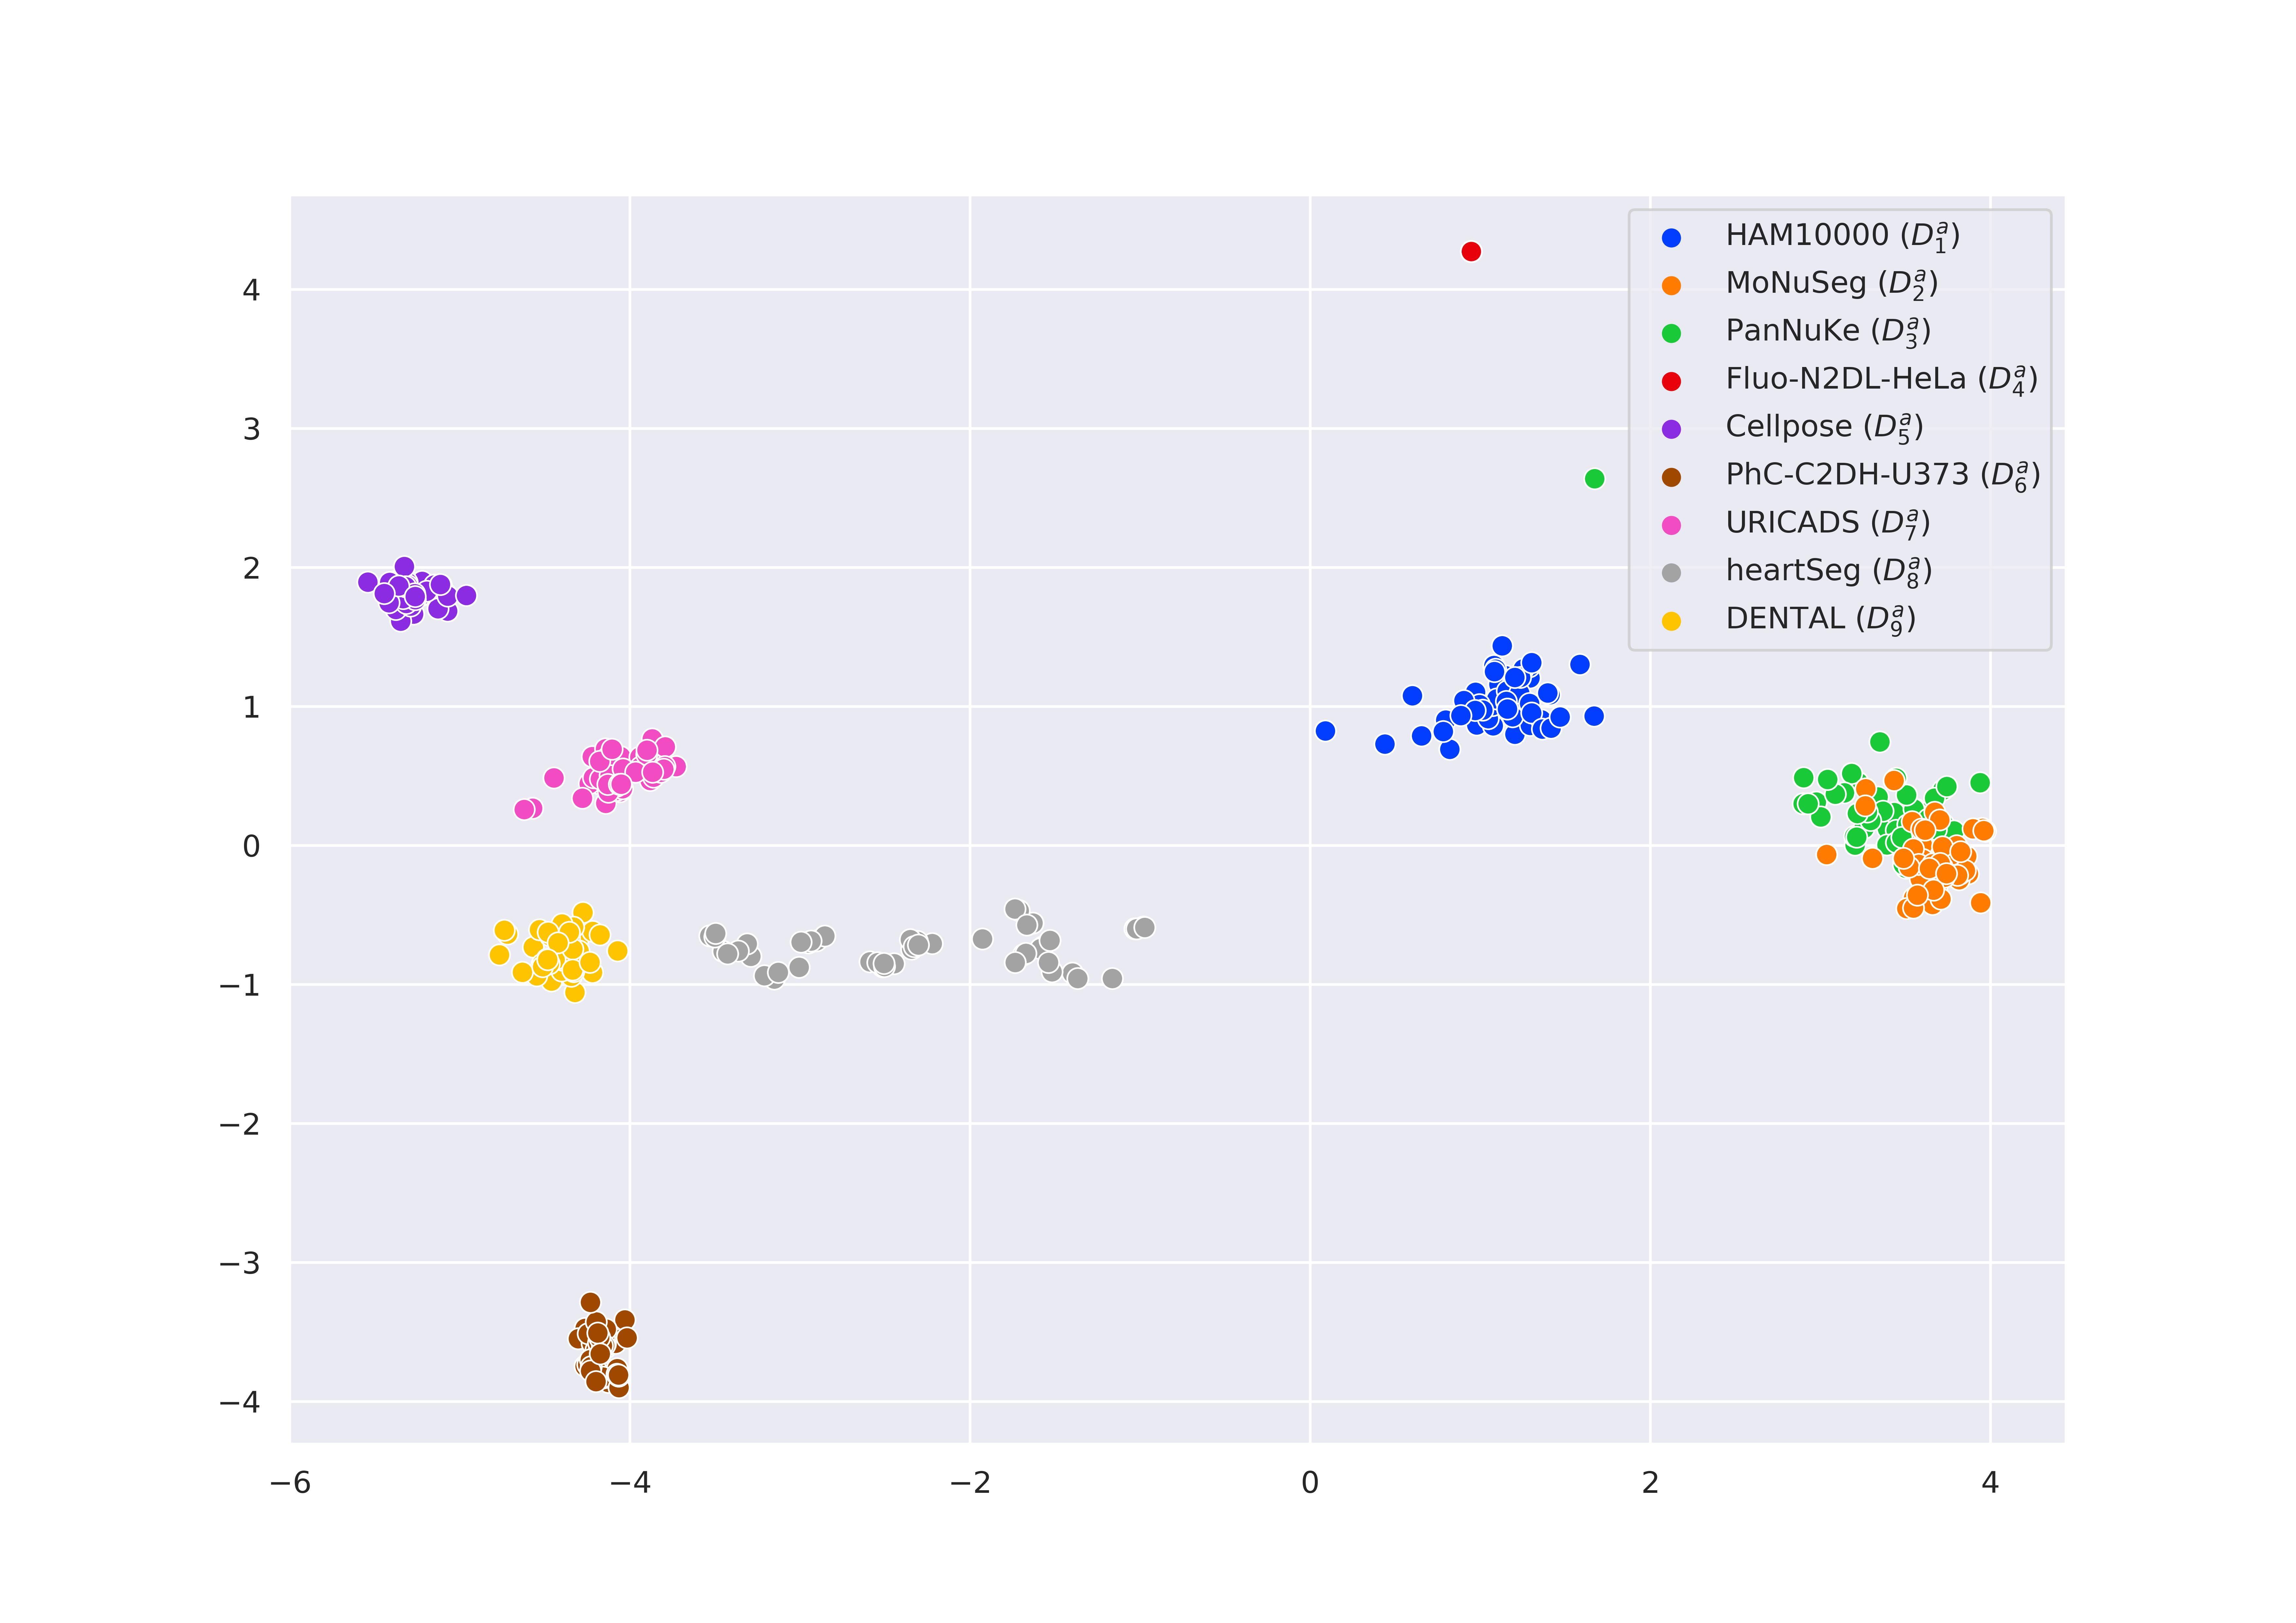 HAM10000 (D₁ᵃ)
MoNuSeg (D₂ᵃ)
PanNuKe (D₃ᵃ)
Fluo-N2DL-HeLa (D₄ᵃ)
Cellpose (D₅ᵃ)
PhC-C2DH-U373 (D₆ᵃ)
URICADS (D₇ᵃ)
heartSeg (D₈ᵃ)
DENTAL (D₉ᵃ)
4
3
2
1
0
−1
−2
−3
−4
−6 −4 −2 0 2 4